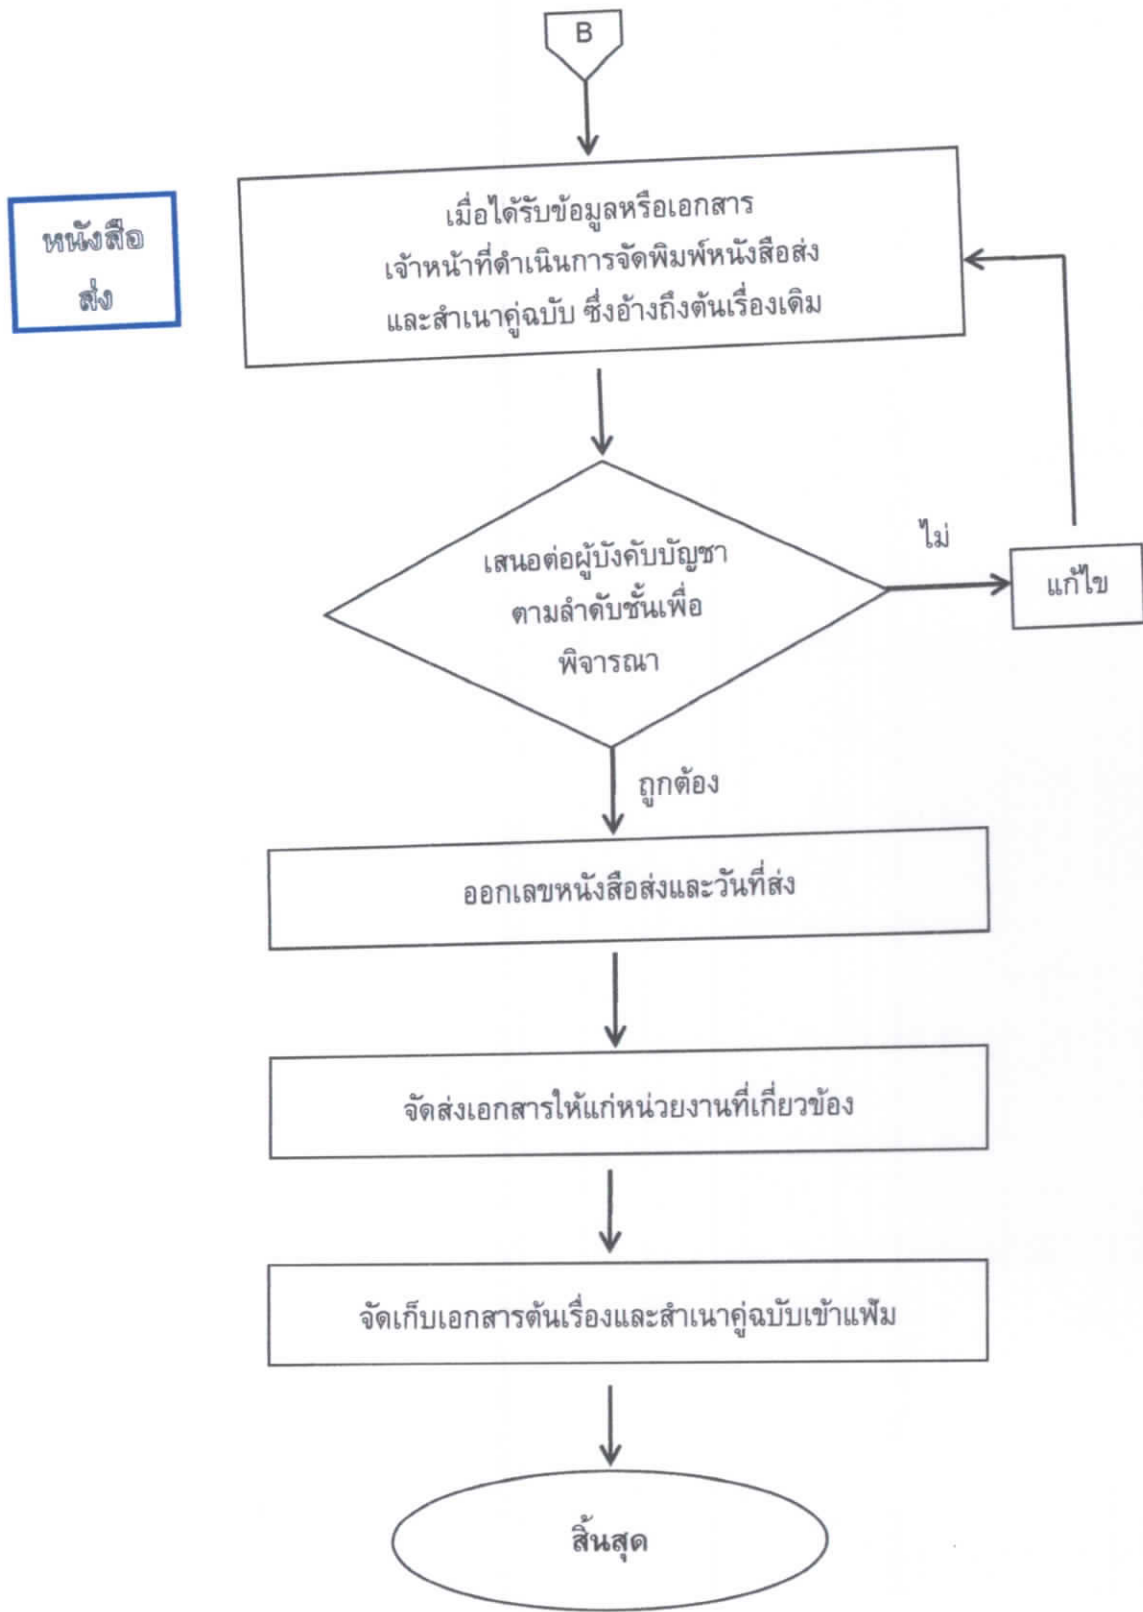 B
หนังสือ
ส่ง
เมื่อได้รับข้อมูลหรือเอกสาร
เจ้าหน้าที่ดำเนินการจัดพิมพ์หนังสือส่ง
และสำเนาคู่ฉบับ ซึ่งอ้างถึงต้นเรื่องเดิม
เสนอต่อผู้บังคับบัญชา
ตามลำดับชั้นเพื่อ
พิจารณา
ไม่
แก้ไข
ถูกต้อง
ออกเลขหนังสือส่งและวันที่ส่ง
จัดส่งเอกสารให้แก่หน่วยงานที่เกี่ยวข้อง
จัดเก็บเอกสารต้นเรื่องและสำเนาคู่ฉบับเข้าแฟ้ม
สิ้นสุด